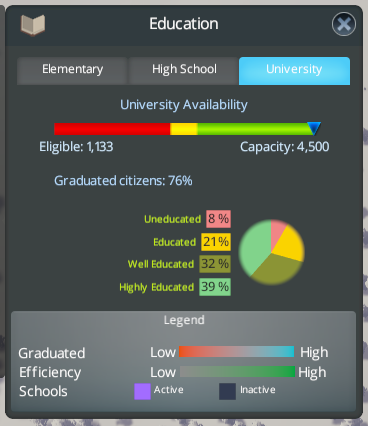 Education
Elementary High School University
University Availability
Eligible: 1,133 Capacity: 4,500
Graduated citizens: 76%
Uneducated 8 %
Educated 21%
Well Educated 32 %
Highly Educated 39 %
Legend
Graduated Low High
Efficiency Low High
Schools Active Inactive